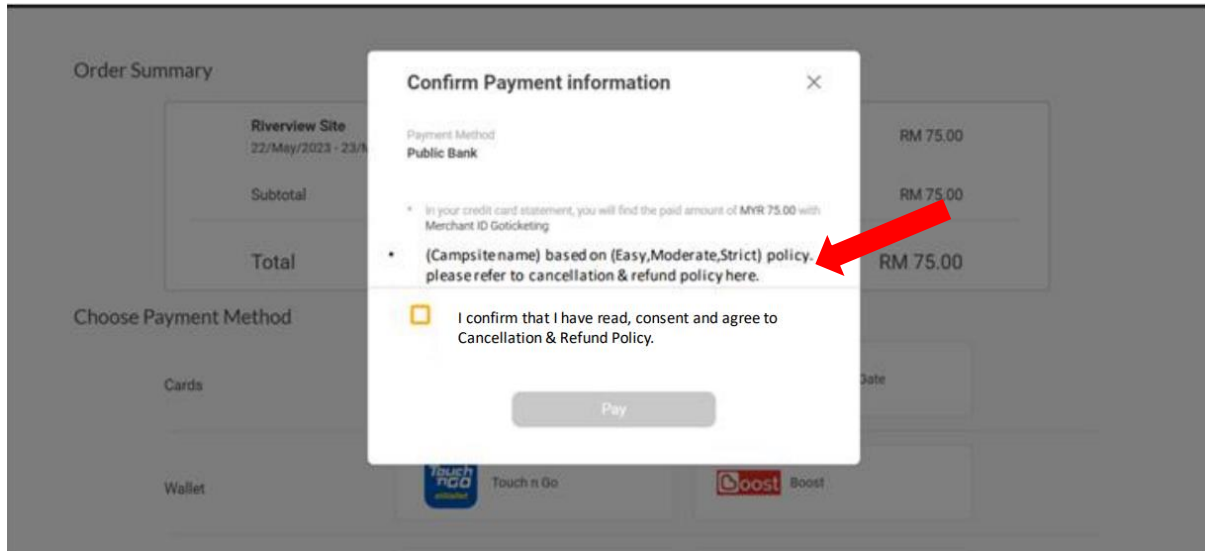 Order Summary
Confirm Payment information
Riverview Site
RM 75.00
22/May/2023 - 23/
Payment Method
Public Bank
Subtotal
RM 75.00
* In your credit card statement, you will find the paid amount of MYR 75.00 with
Merchant ID Goticketing
• (Campsite name) based on (Easy,Moderate,Strict) policy.
please refer to cancellation & refund policy here.
Total
RM 75.00
Choose Payment Method
I confirm that I have read, consent and agree to
Cancellation & Refund Policy.
Cards
Pay
Wallet
Touch n Go
Touch n Go
Boost
Boost